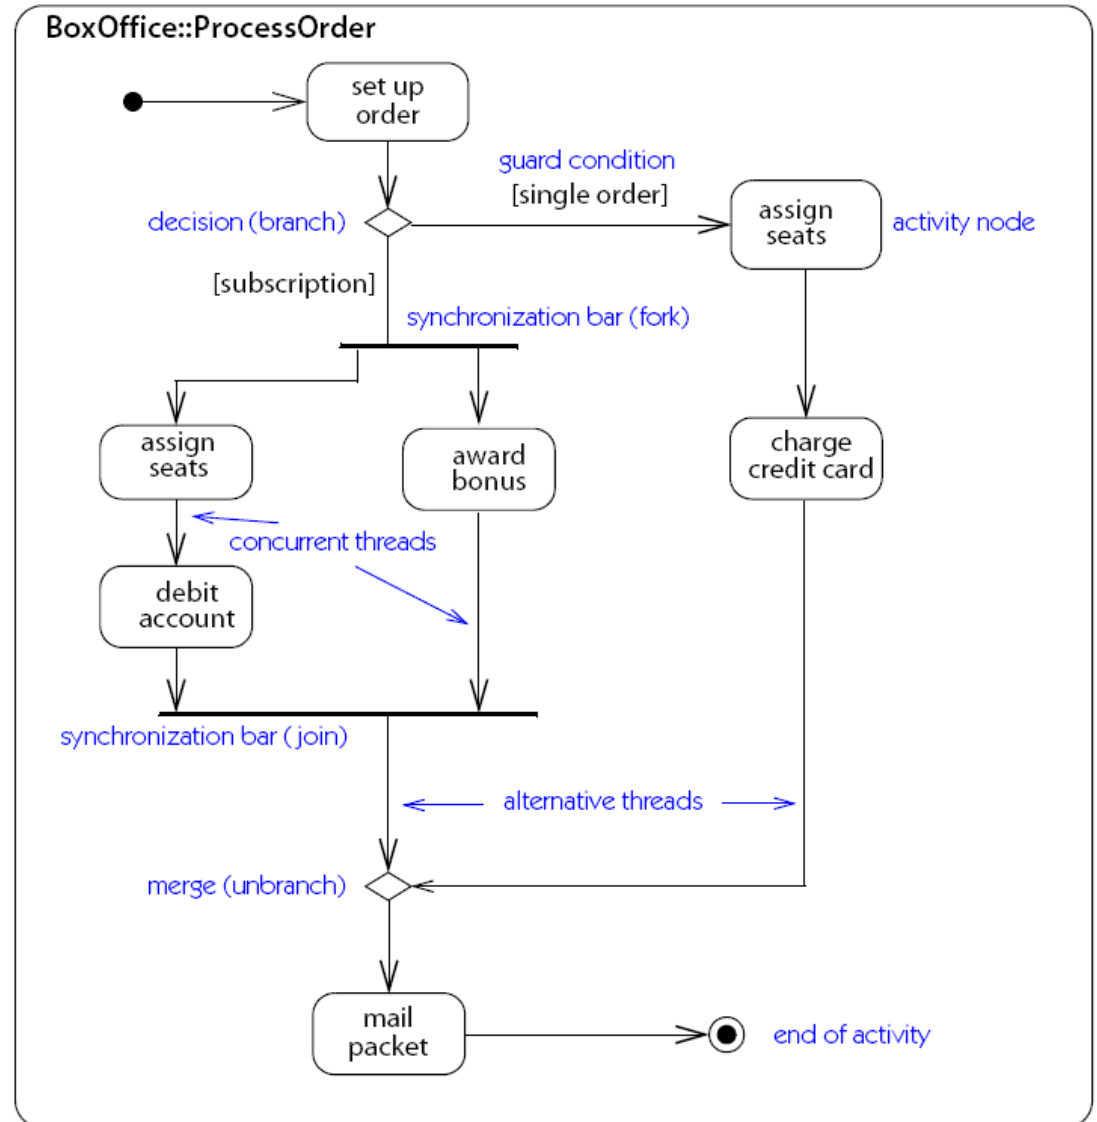 BoxOffice::ProcessOrder
set up
order
guard condition
[single order]
decision (branch)
assign
seats
activity node
[subscription]
synchronization bar (fork)
assign
seats
award
bonus
charge
credit card
concurrent threads
debit
account
synchronization bar (join)
alternative threads
merge (unbranch)
mail
packet
end of activity